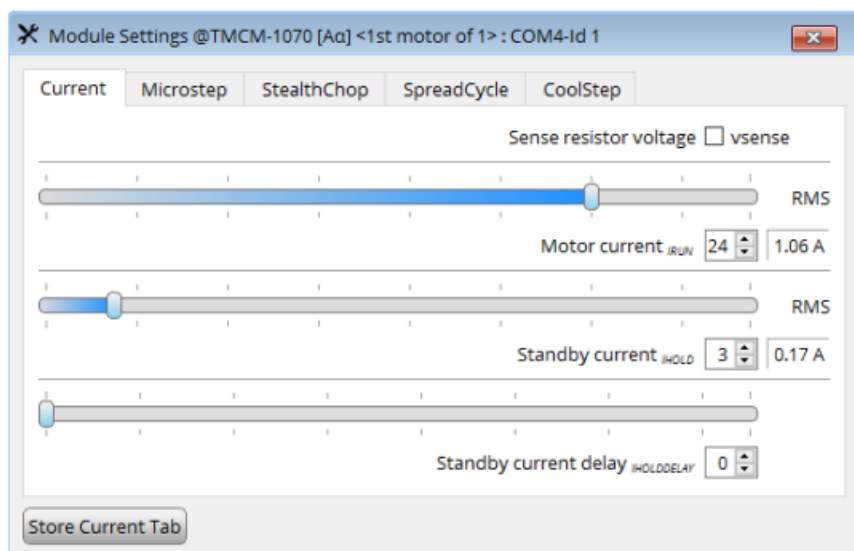 Module Settings @TMCM-1070 [Aα] <1st motor of 1> : COM4-Id 1
Current Microstep StealthChop SpreadCycle CoolStep
Sense resistor voltage vsense
RMS
Motor current IRUN 24 1.06 A
RMS
Standby current IHOLD 3 0.17 A
Standby current delay IHOLDDELAY 0
Store Current Tab